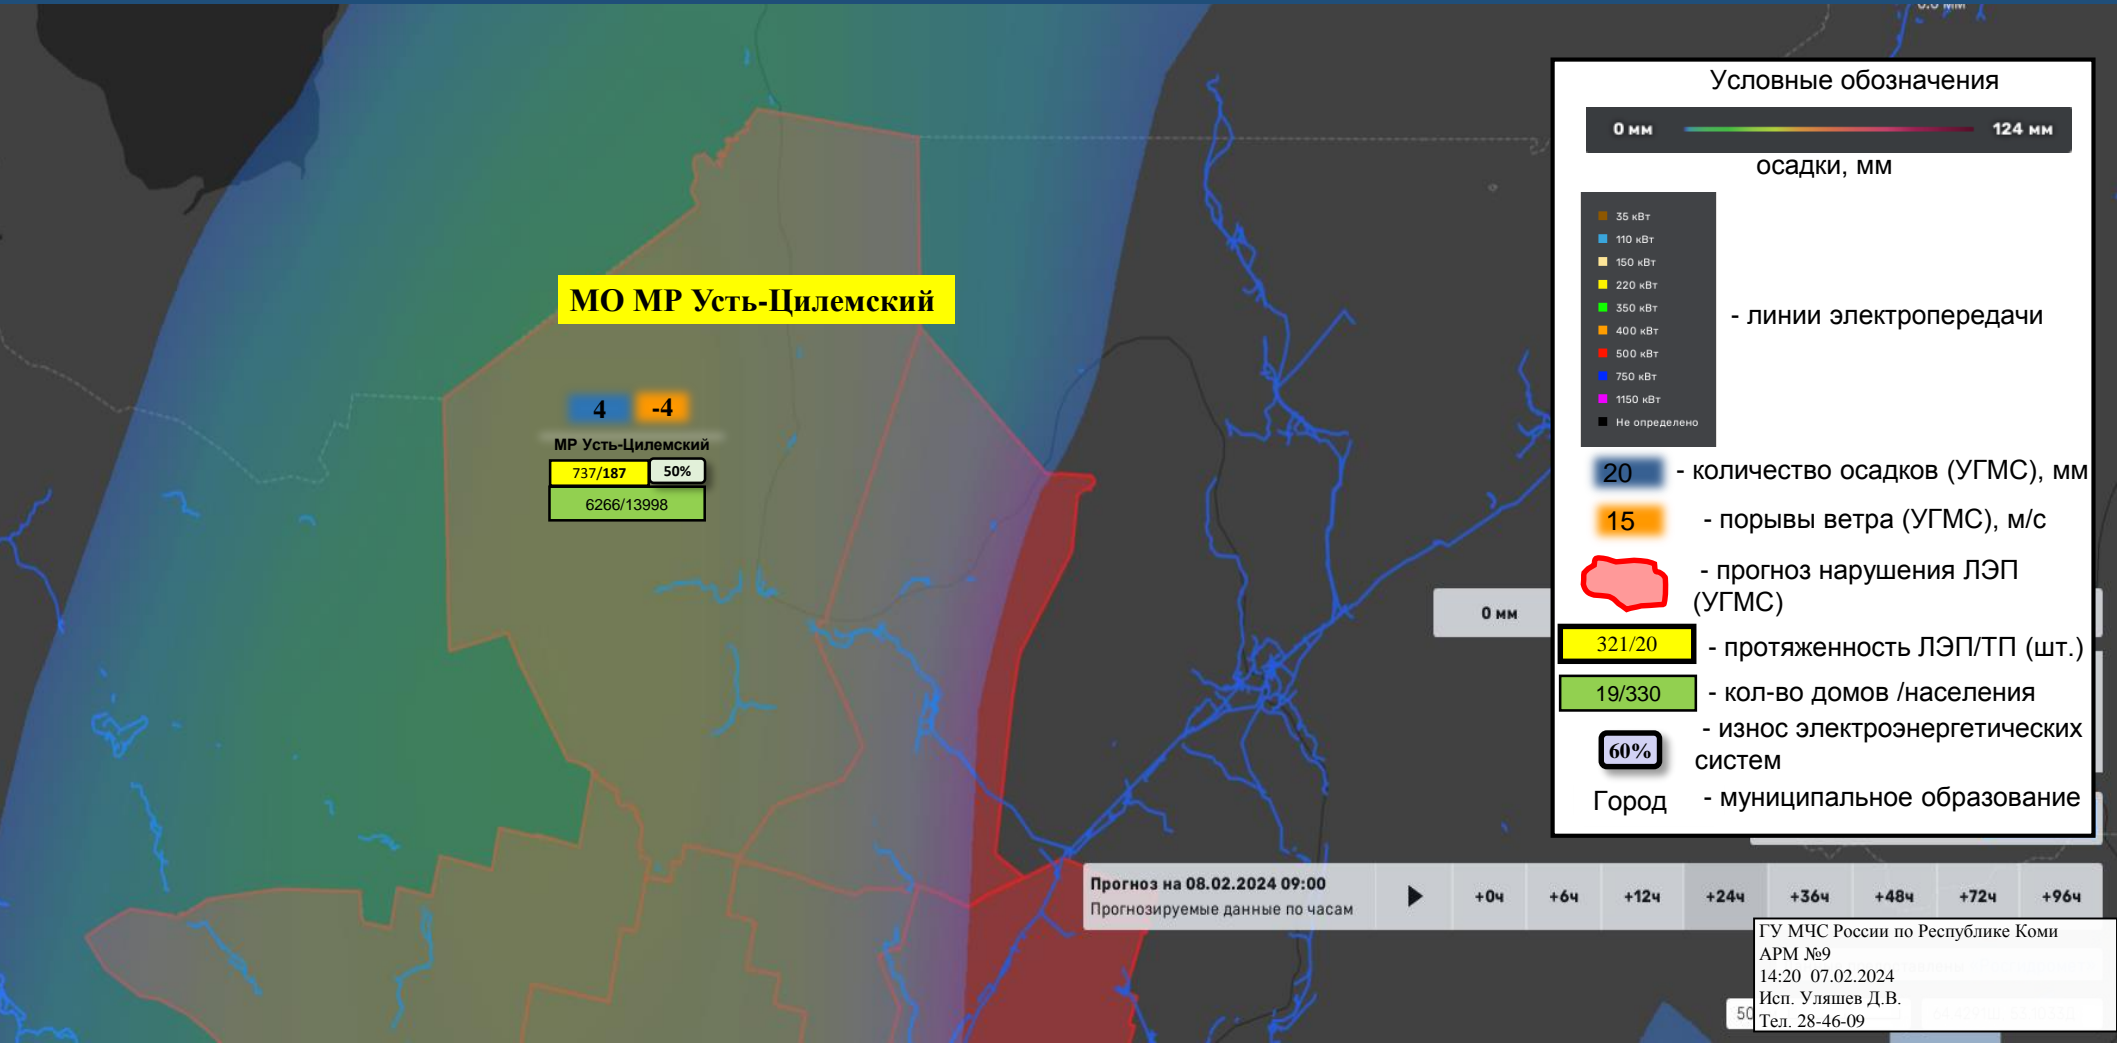 Условные обозначения
0 мм
124 мм
осадки, мм
35 кВт
110 кВт
150 кВт
220 кВт
350 кВт
400 кВт
500 кВт
750 кВт
1150 кВт
Не определено
- линии электропередачи
20 - количество осадков (УГМС), мм
15 - порывы ветра (УГМС), м/с
- прогноз нарушения ЛЭП
(УГМС)
321/20 - протяженность ЛЭП/ТП (шт.)
19/330 - кол-во домов /населения
- износ электроэнергетических
60%
систем
Город - муниципальное образование
МО МР Усть-Цилемский
4 -4
МР Усть-Цилемский
737/187 50%
6266/13998
0 мм
Прогноз на 08.02.2024 09:00
Прогнозируемые данные по часам
+0ч +6ч +12ч +24ч +36ч +48ч +72ч +96ч
ГУ МЧС России по Республике Коми
АРМ №9
14:20 07.02.2024
Исп. Уляшев Д.В.
Тел. 28-46-09
50